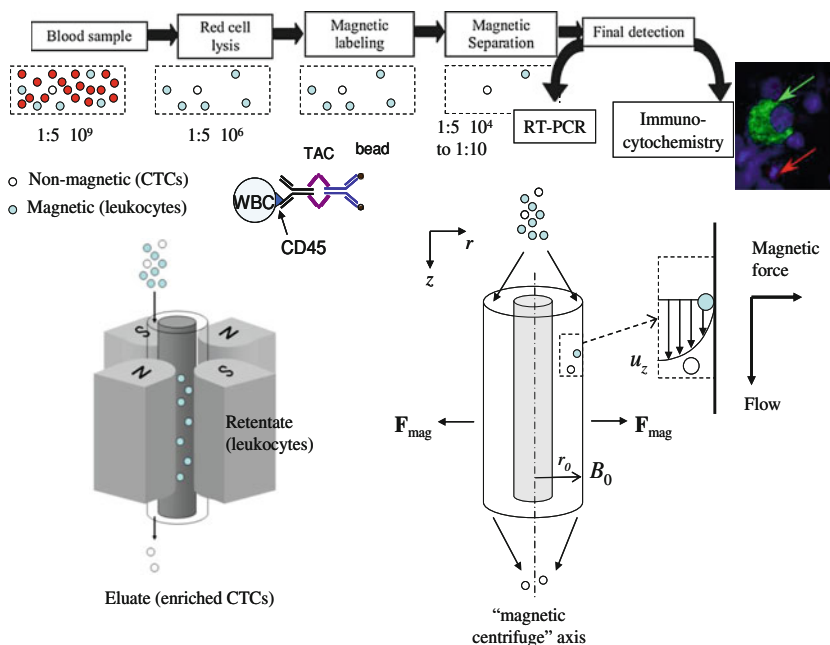 Blood sample
Red cell
lysis
Magnetic
labeling
Magnetic
Separation
Final detection
RT-PCR
Immuno-
cytochemistry
1:5 10⁹
1:5 10⁶
1:5 10⁴
to 1:10
Non-magnetic (CTCs)
Magnetic (leukocytes)
TAC
bead
WBC
CD45
r
z
S
N
N
S
Retentate
(leukocytes)
Eluate (enriched CTCs)
F mag
F mag
r₀
B₀
u_z
Magnetic
force
Flow
“magnetic
centrifuge” axis